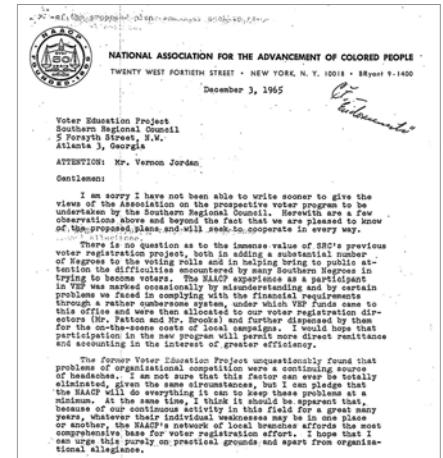 NAACP
FOUNDED 1909
NATIONAL ASSOCIATION FOR THE ADVANCEMENT OF COLORED PEOPLE
TWENTY WEST FORTIETH STREET • NEW YORK, N. Y. 10018 • BRyant 9-1400
December 3, 1965
Voter Education Project
Southern Regional Council
5 Forsyth Street, N.W.
Atlanta 3, Georgia
ATTENTION: Mr. Vernon Jordan
Gentlemen:
I am sorry I have not been able to write sooner to give the
views of the Association on the prospective voter program to be
undertaken by the Southern Regional Council. Herewith are a few
observations above and beyond the fact that we are pleased to know
of the proposed plans and will seek to cooperate in every way.
There is no question as to the immense value of SRC's previous
voter registration project, both in adding a substantial number
of Negroes to the voting rolls and in helping bring to public at-
tention the difficulties encountered by many Southern Negroes in
trying to become voters. The NAACP experience as a participant
in VEP was marked occasionally by misunderstanding and by certain
problems we faced in complying with the financial requirements
through a rather cumbersome system, under which VEP funds came to
this office and were then allocated to our voter registration dir-
ectors (Mr. Patton and Mr. Brooks) and further dispensed by them
for the on-the-scene costs of local campaigns. I would hope that
participation in the new program will permit more direct remittance
and accounting in the interest of greater efficiency.
The former Voter Education Project unquestionably found that
problems of organizational competition were a continuing source
of headaches. I am not sure that this factor can ever be totally
eliminated, given the same circumstances, but I can pledge that
the NAACP will do everything it can to keep these problems at a
minimum. At the same time, I think it should be apparent that,
because of our continuous activity in this field for a great many
years, whatever their individual weaknesses may be in one place
or another, the NAACP's network of local branches affords the most
comprehensive base for voter registration effort. I hope that I
can urge this purely on practical grounds and apart from organiza-
tional allegiance.